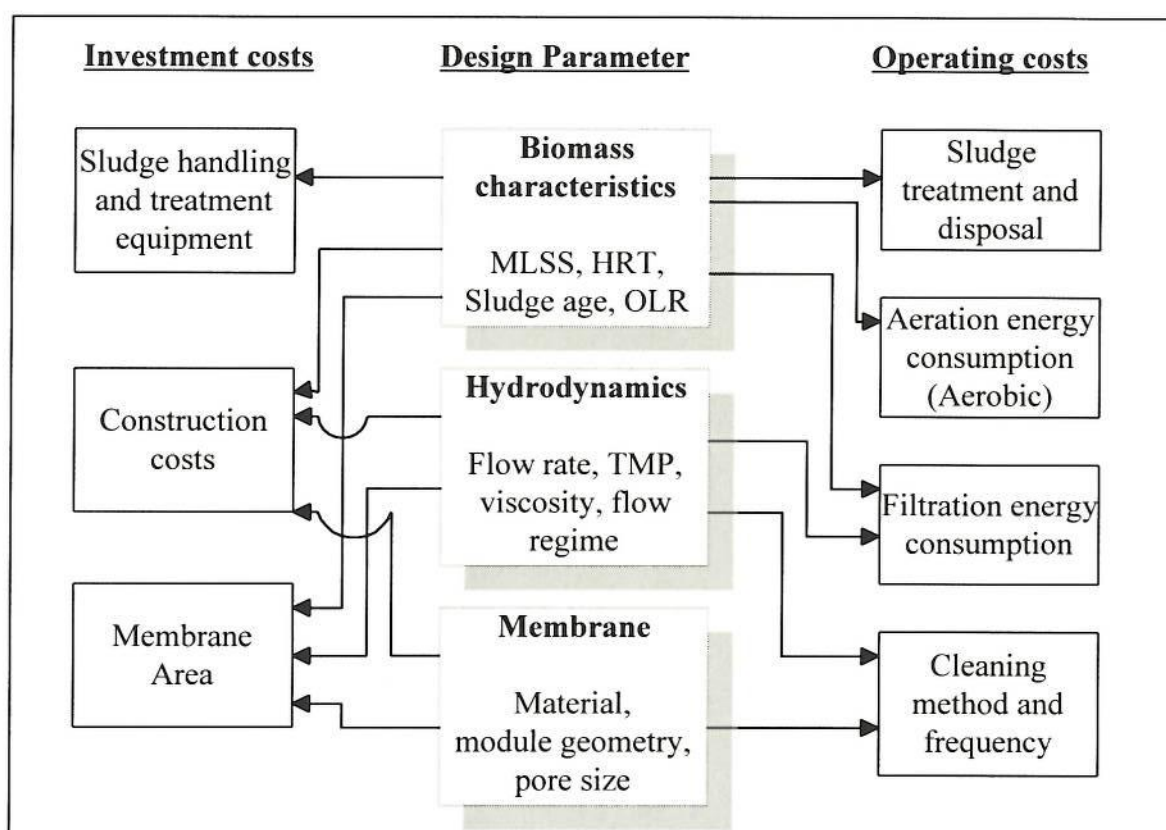 Investment costs
Sludge handling
and treatment
equipment
Construction
costs
Membrane
Area
Design Parameter
Biomass
characteristics
MLSS, HRT,
Sludge age, OLR
Hydrodynamics
Flow rate, TMP,
viscosity, flow
regime
Membrane
Material,
module geometry,
pore size
Operating costs
Sludge
treatment and
disposal
Aeration energy
consumption
(Aerobic)
Filtration energy
consumption
Cleaning
method and
frequency